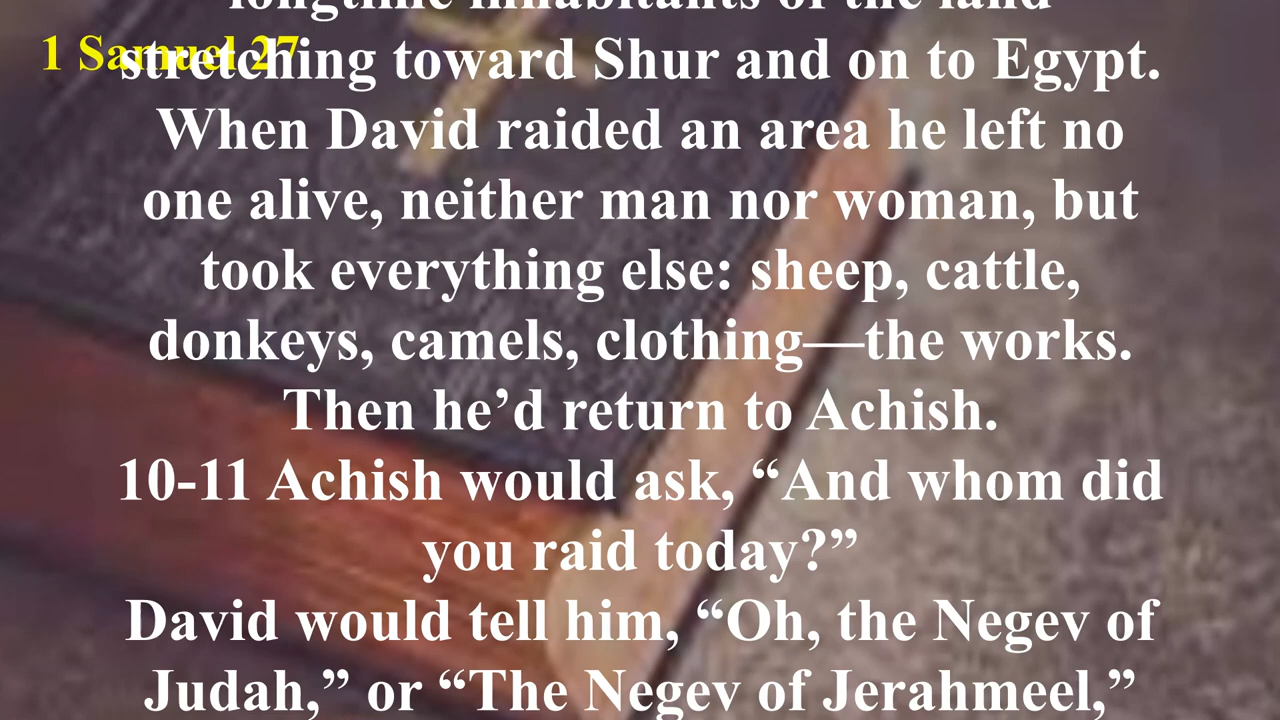 longtime inhabitants of the land
1 Samuel 27
stretching toward Shur and on to Egypt.
When David raided an area he left no
one alive, neither man nor woman, but
took everything else: sheep, cattle,
donkeys, camels, clothing—the works.
Then he’d return to Achish.
10-11 Achish would ask, “And whom did
you raid today?”
David would tell him, “Oh, the Negev of
Judah,” or “The Negev of Jerahmeel,”